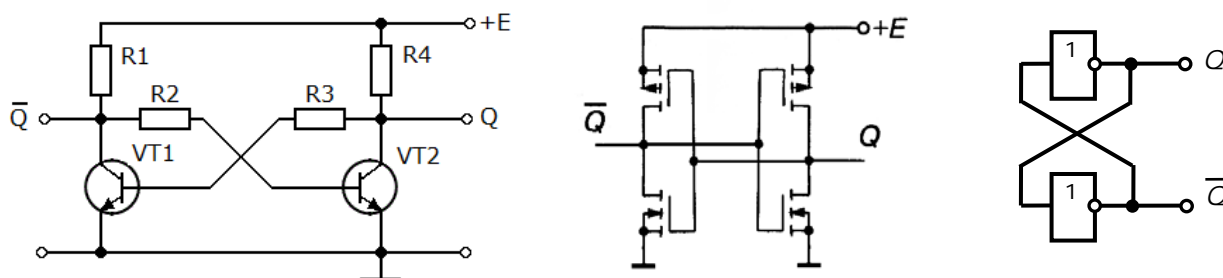 +E
R1
R4
R2
R3
Q̅
Q
VT1
VT2
+E
Q̅
Q
1
Q
1
Q̅